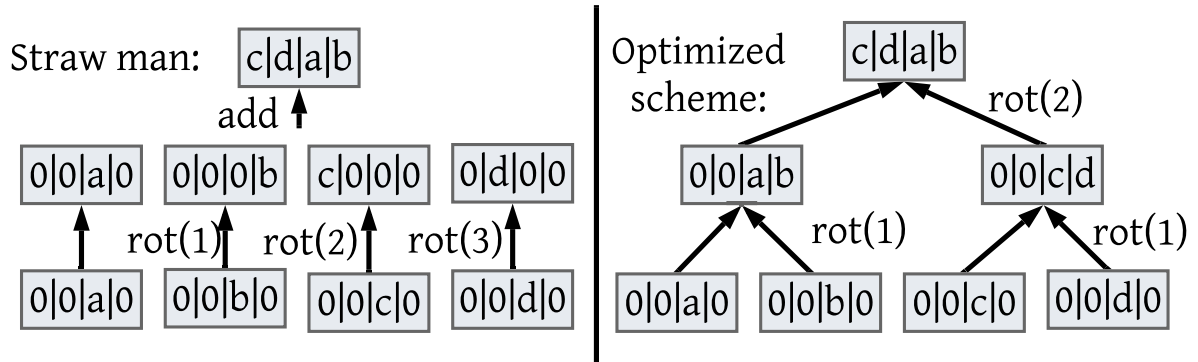 Straw man:
c|d|a|b
add
0|0|a|0
0|0|0|b
c|0|0|0
0|d|0|0
rot(1)
rot(2)
rot(3)
0|0|a|0
0|0|b|0
0|0|c|0
0|0|d|0
Optimized
scheme:
c|d|a|b
rot(2)
0|0|a|b
0|0|c|d
rot(1)
rot(1)
0|0|a|0
0|0|b|0
0|0|c|0
0|0|d|0